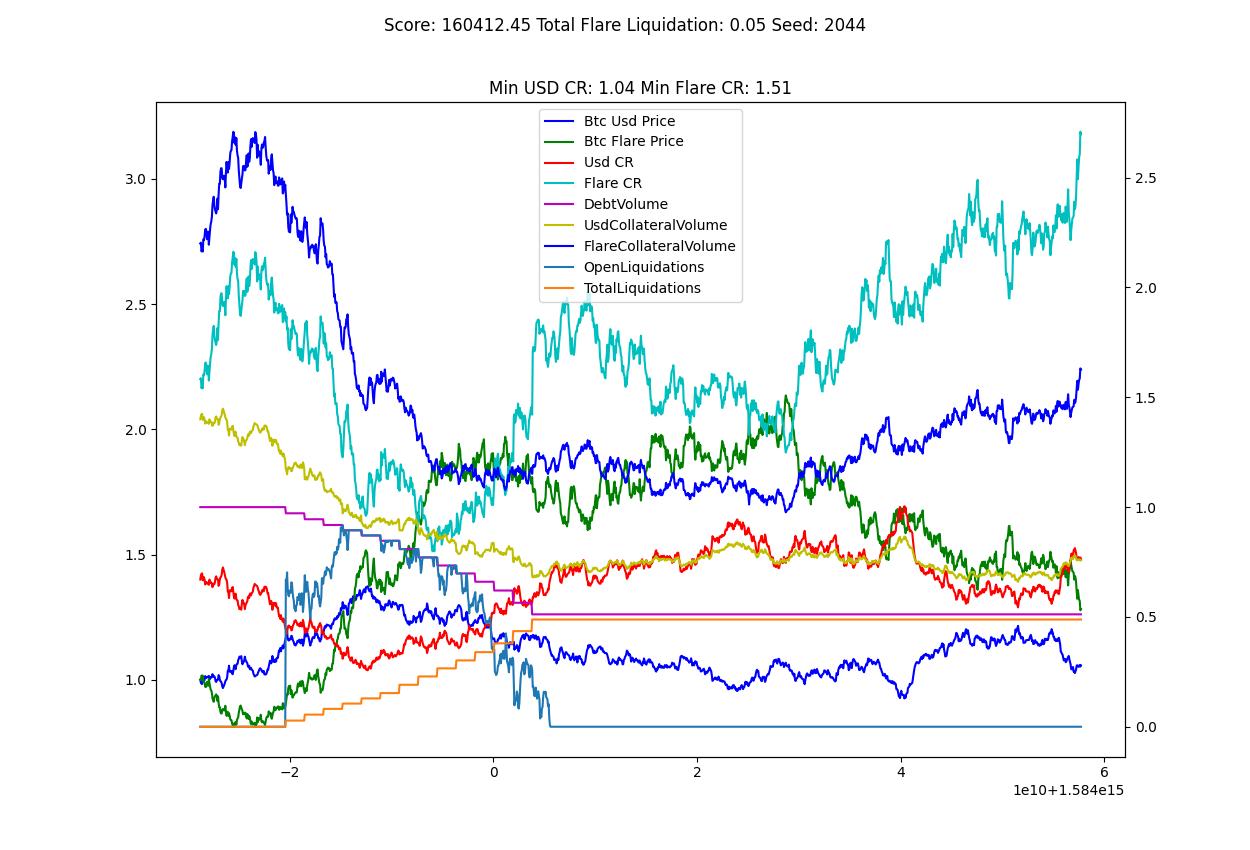 Score: 160412.45 Total Flare Liquidation: 0.05 Seed: 2044
Min USD CR: 1.04 Min Flare CR: 1.51
Btc Usd Price
Btc Flare Price
Usd CR
Flare CR
DebtVolume
UsdCollateralVolume
FlareCollateralVolume
OpenLiquidations
TotalLiquidations
3.0
2.5
2.0
1.5
1.0
2.5
2.0
1.5
1.0
0.5
0.0
−2 0 2 4 6
1e10+1.584e15